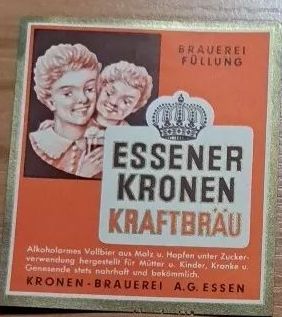 BRAUEREI
FÜLLUNG
ESSENER
KRONEN
KRAFTBRÄU
Alkoholarmes Vollbier aus Malz u. Hopfen unter Zucker-
verwendung hergestellt für Mütter u. Kinder, Kranke u.
Genesende stets nahrhaft und bekömmlich.
KRONEN-BRAUEREI A.G. ESSEN